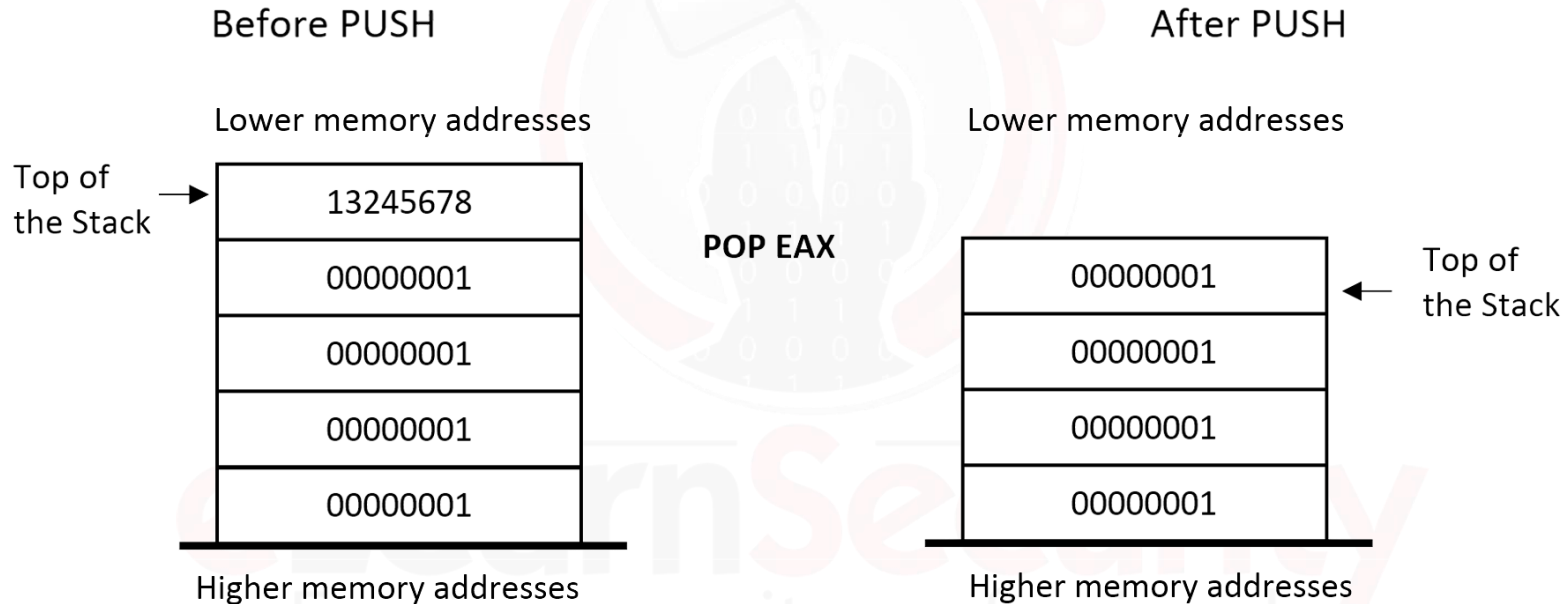 Before PUSH
After PUSH
Lower memory addresses
Lower memory addresses
Top of
the Stack
13245678
00000001
00000001
00000001
00000001
POP EAX
00000001
00000001
00000001
00000001
Top of
the Stack
Higher memory addresses
Higher memory addresses
eLearnSecurity